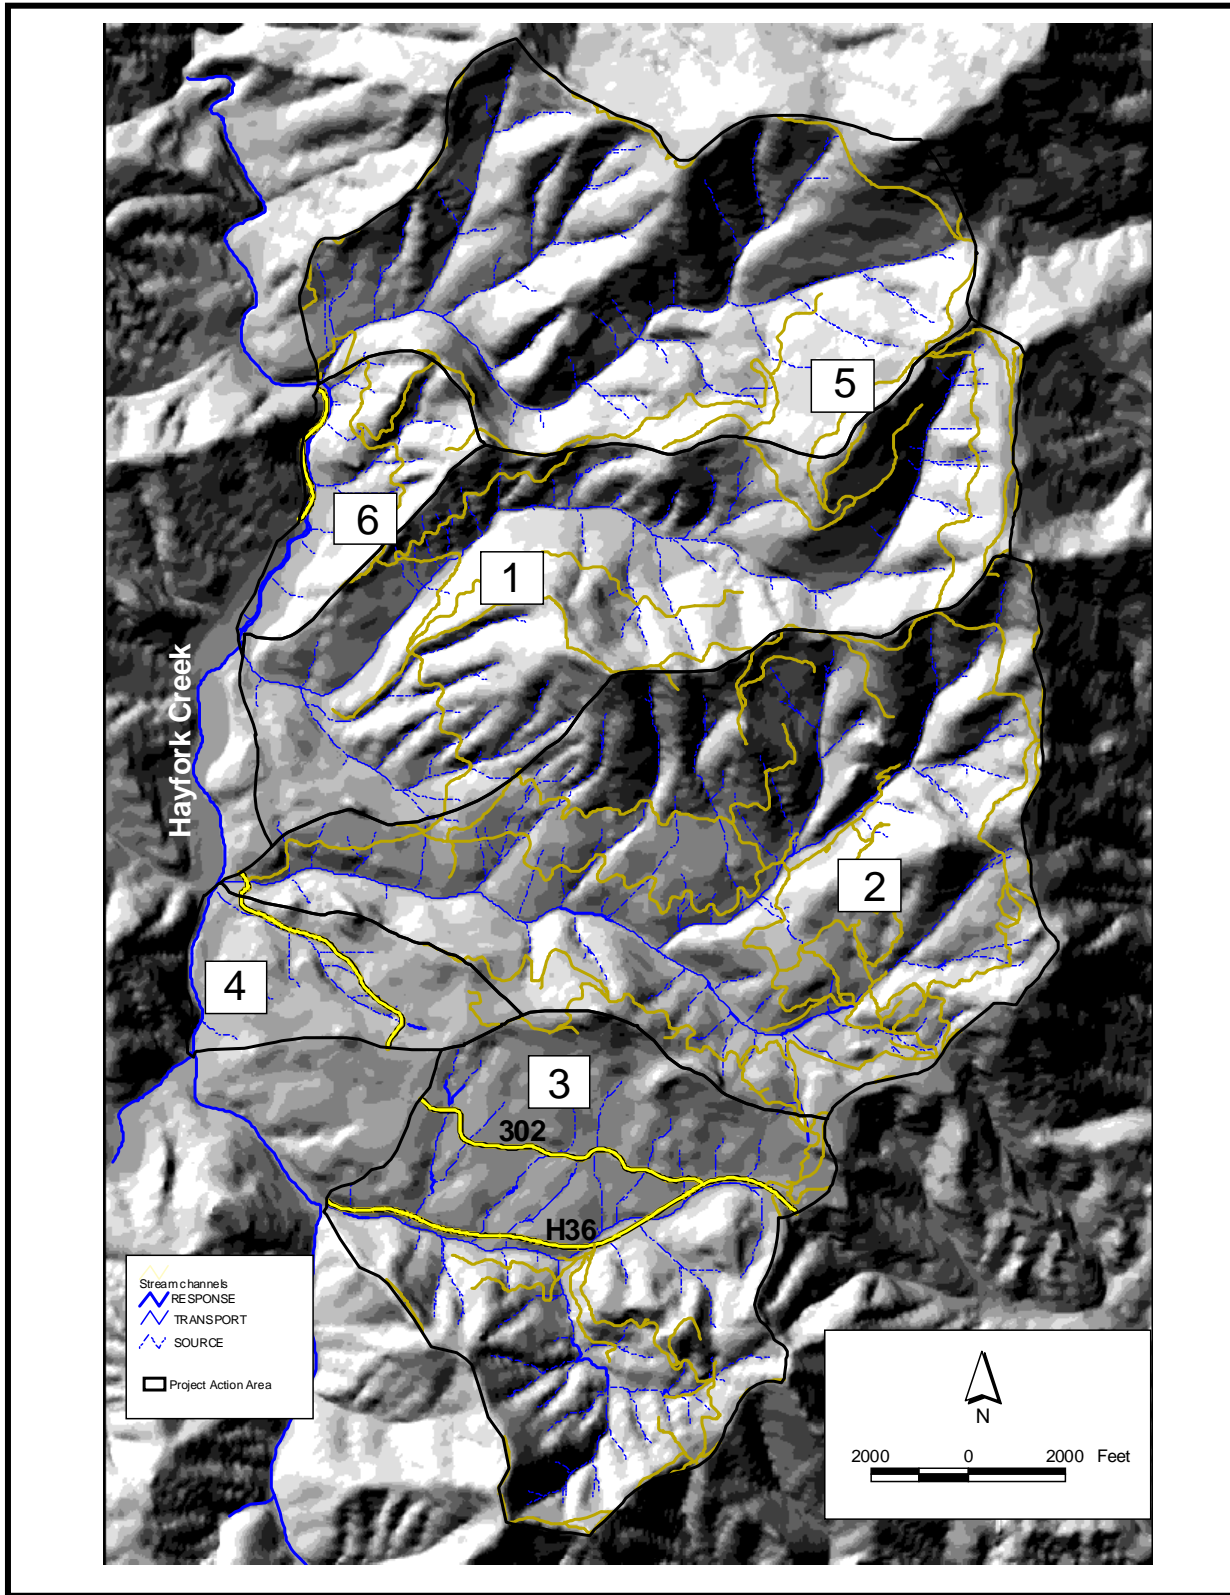 5
6
1
Hayfork Creek
2
4
3
302
H36
Stream channels
RESPONSE
TRANSPORT
SOURCE
Project Action Area
N
2000 0 2000 Feet